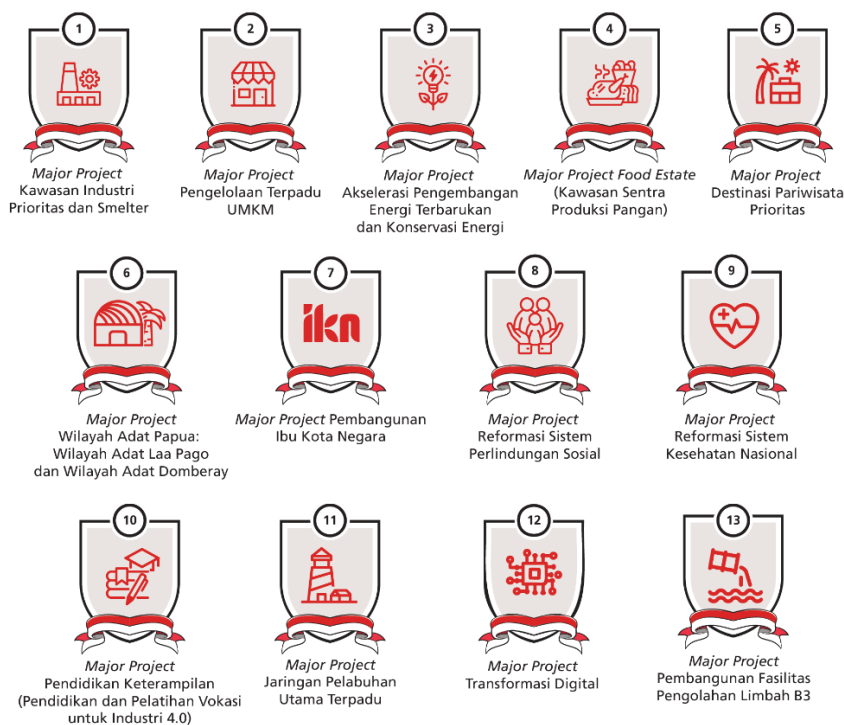 1
Major Project
Kawasan Industri
Prioritas dan Smelter
2
Major Project
Pengelolaan Terpadu
UMKM
3
Major Project
Akselerasi Pengembangan
Energi Terbarukan
dan Konservasi Energi
4
Major Project Food Estate
(Kawasan Sentra
Produksi Pangan)
5
Major Project
Destinasi Pariwisata
Prioritas
6
Major Project
Wilayah Adat Papua:
Wilayah Adat Laa Pago
dan Wilayah Adat Domberay
7
ikn
Major Project Pembangunan
Ibu Kota Negara
8
Major Project
Reformasi Sistem
Perlindungan Sosial
9
Major Project
Reformasi Sistem
Kesehatan Nasional
10
Major Project
Pendidikan Keterampilan
(Pendidikan dan Pelatihan Vokasi
untuk Industri 4.0)
11
Major Project
Jaringan Pelabuhan
Utama Terpadu
12
Major Project
Transformasi Digital
13
Major Project
Pembangunan Fasilitas
Pengolahan Limbah B3